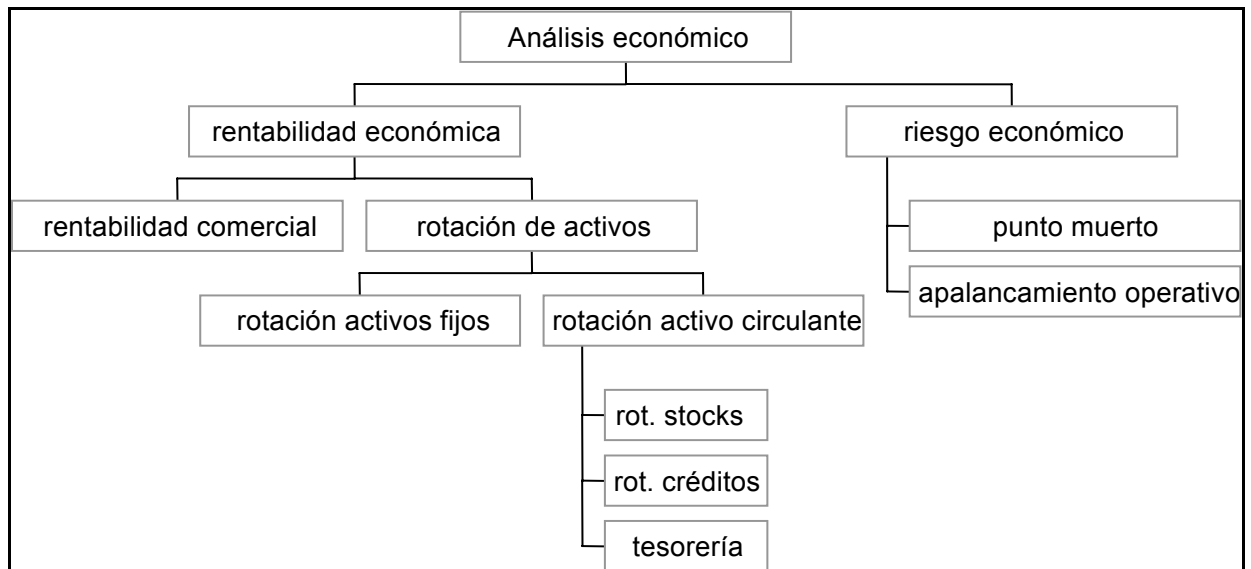 Análisis económico
rentabilidad económica
riesgo económico
rentabilidad comercial
rotación de activos
punto muerto
apalancamiento operativo
rotación activos fijos
rotación activo circulante
rot. stocks
rot. créditos
tesorería